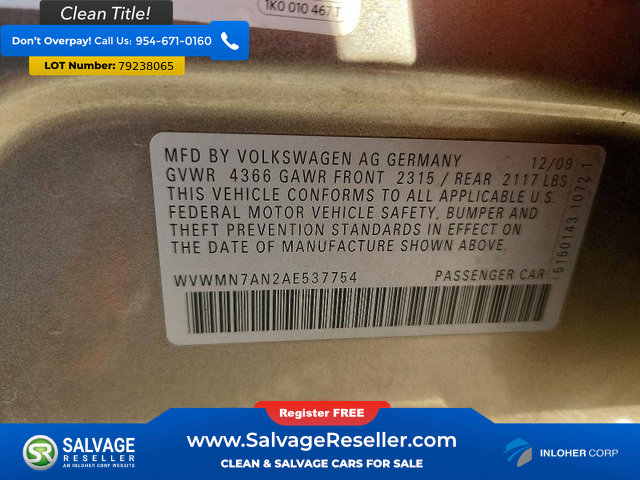 Clean Title!
1K0 010 467 T
Don't Overpay! Call Us: 954-671-0160
LOT Number: 79238065
MFD BY VOLKSWAGEN AG GERMANY 12/09
GVWR 4366 GAWR FRONT 2315 / REAR 2117 LBS
THIS VEHICLE CONFORMS TO ALL APPLICABLE U.S.
FEDERAL MOTOR VEHICLE SAFETY, BUMPER AND
THEFT PREVENTION STANDARDS IN EFFECT ON
THE DATE OF MANUFACTURE SHOWN ABOVE.
WVWMN7AN2AE537754 PASSENGER CAR
5150143 1072 1
Register FREE
SALVAGE
RESELLER
AN INLOHER CORP WEBSITE
www.SalvageReseller.com
CLEAN & SALVAGE CARS FOR SALE
INLOHER CORP